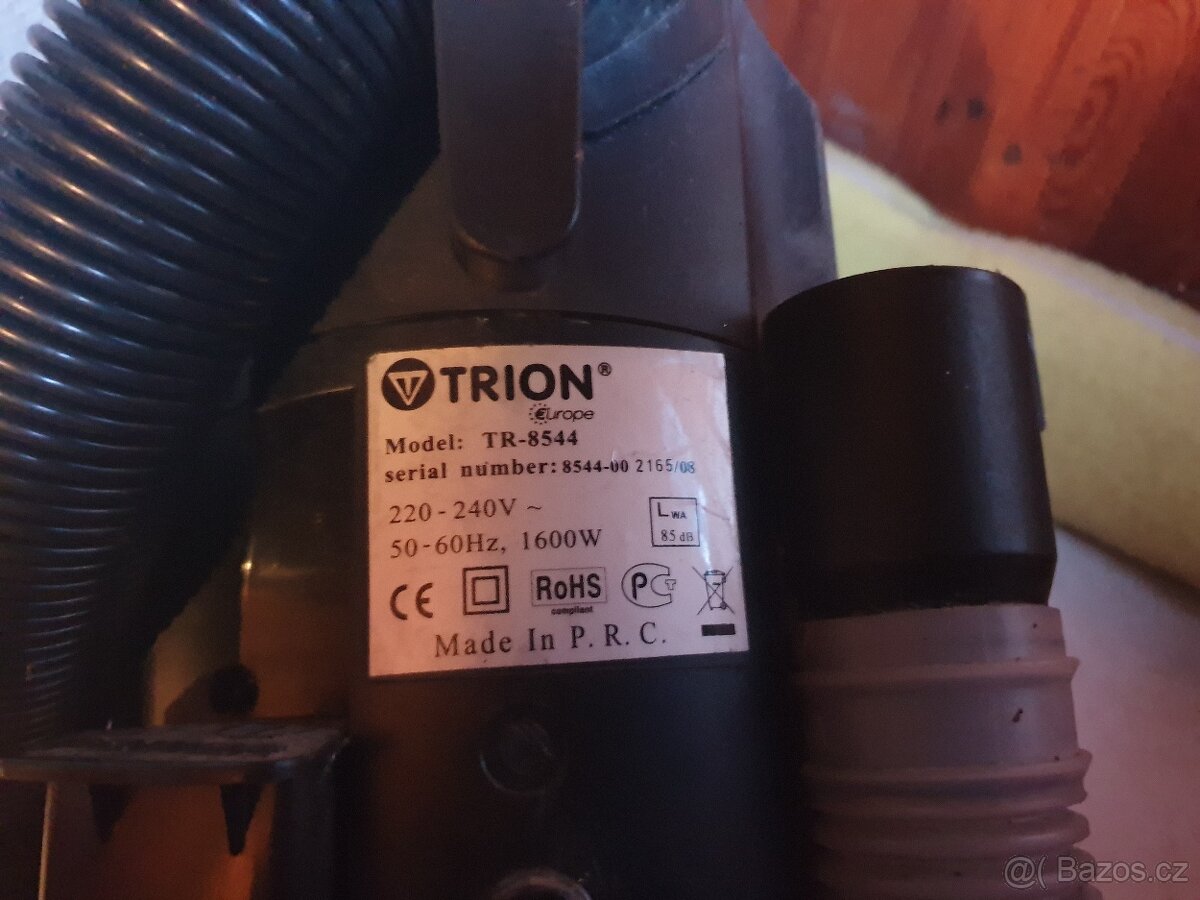 TRION®
Europe
Model: TR-8544
serial number: 8544-00 2165/08
220-240V ~
50-60Hz, 1600W
LWA
85 dB
CE
RoHS
compliant
PCT
Made In P. R. C.
@( Bazos.cz